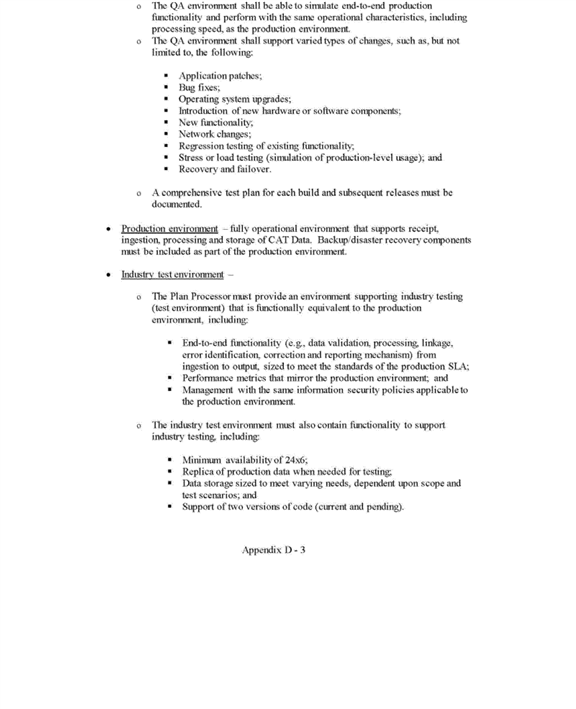 o The QA environment shall be able to simulate end-to-end production
functionality and perform with the same operational characteristics, including
processing speed, as the production environment.
o The QA environment shall support varied types of changes, such as, but not
limited to, the following:
▪ Application patches;
▪ Bug fixes;
▪ Operating system upgrades;
▪ Introduction of new hardware or software components;
▪ New functionality;
▪ Network changes;
▪ Regression testing of existing functionality;
▪ Stress or load testing (simulation of production-level usage); and
▪ Recovery and failover.
o A comprehensive test plan for each build and subsequent releases must be
documented.
• Production environment – fully operational environment that supports receipt,
ingestion, processing and storage of CAT Data. Backup/disaster recovery components
must be included as part of the production environment.
• Industry test environment –
o The Plan Processor must provide an environment supporting industry testing
(test environment) that is functionally equivalent to the production
environment, including:
▪ End-to-end functionality (e.g., data validation, processing, linkage,
error identification, correction and reporting mechanism) from
ingestion to output, sized to meet the standards of the production SLA;
▪ Performance metrics that mirror the production environment; and
▪ Management with the same information security policies applicable to
the production environment.
o The industry test environment must also contain functionality to support
industry testing, including:
▪ Minimum availability of 24x6;
▪ Replica of production data when needed for testing;
▪ Data storage sized to meet varying needs, dependent upon scope and
test scenarios; and
▪ Support of two versions of code (current and pending).
Appendix D - 3